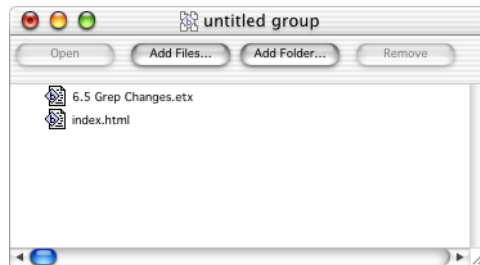 untitled group
Open Add Files... Add Folder... Remove
6.5 Grep Changes.etx
index.html